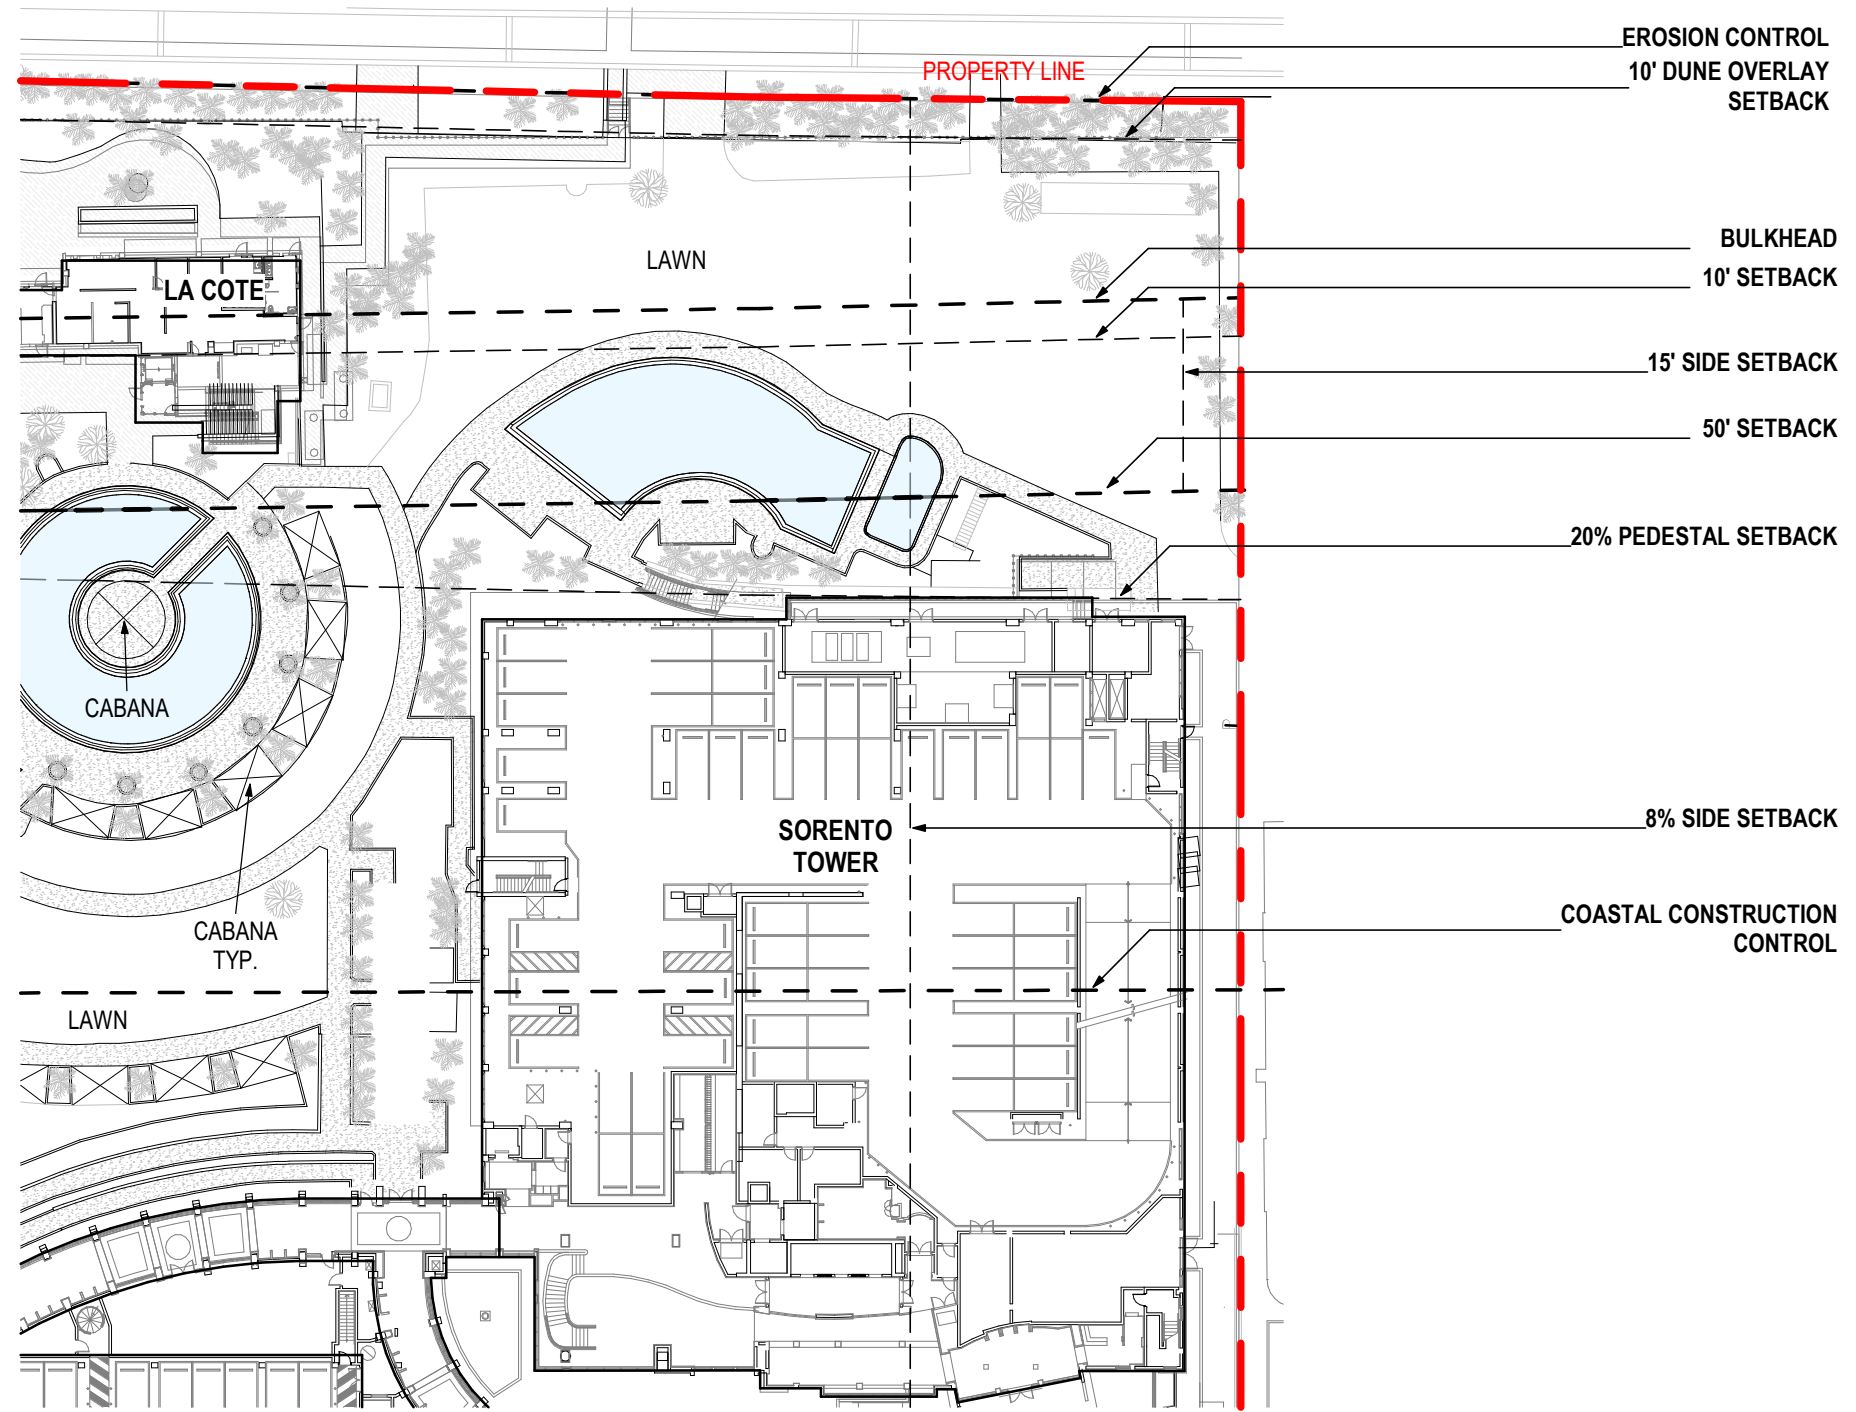 EROSION CONTROL
PROPERTY LINE
10' DUNE OVERLAY
SETBACK
BULKHEAD
LAWN
10' SETBACK
LA COTE
15' SIDE SETBACK
50' SETBACK
20% PEDESTAL SETBACK
CABANA
8% SIDE SETBACK
SORENTO
TOWER
COASTAL CONSTRUCTION
CONTROL
CABANA
TYP.
LAWN